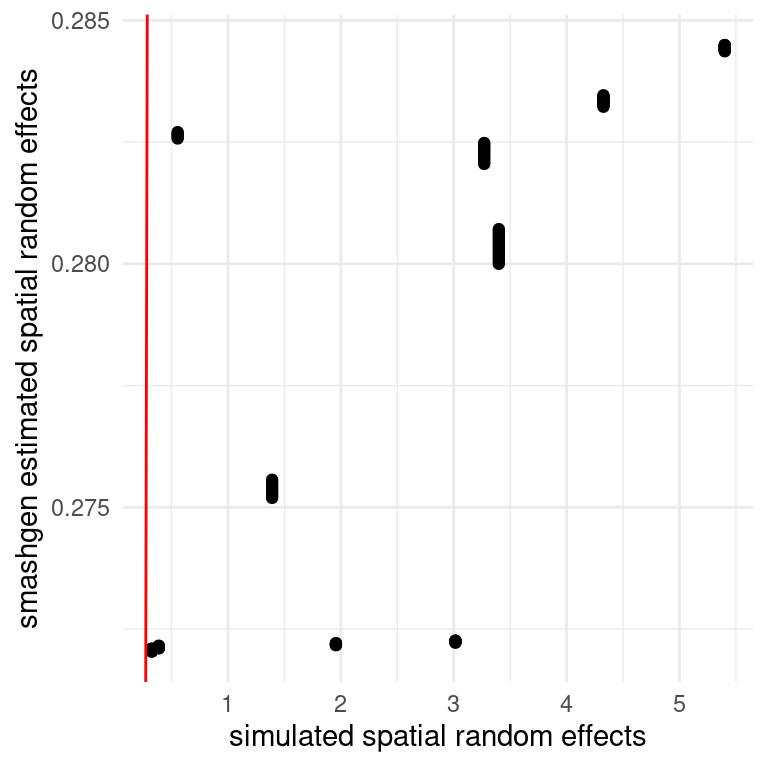 smashgen estimated spatial random effects
0.285
0.280
0.275
1 2 3 4 5
simulated spatial random effects